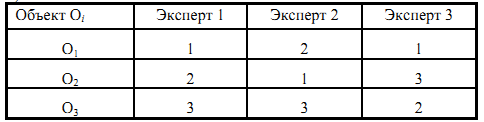 Объект Oi Эксперт 1 Эксперт 2 Эксперт 3
O1 1 2 1
O2 2 1 3
O3 3 3 2